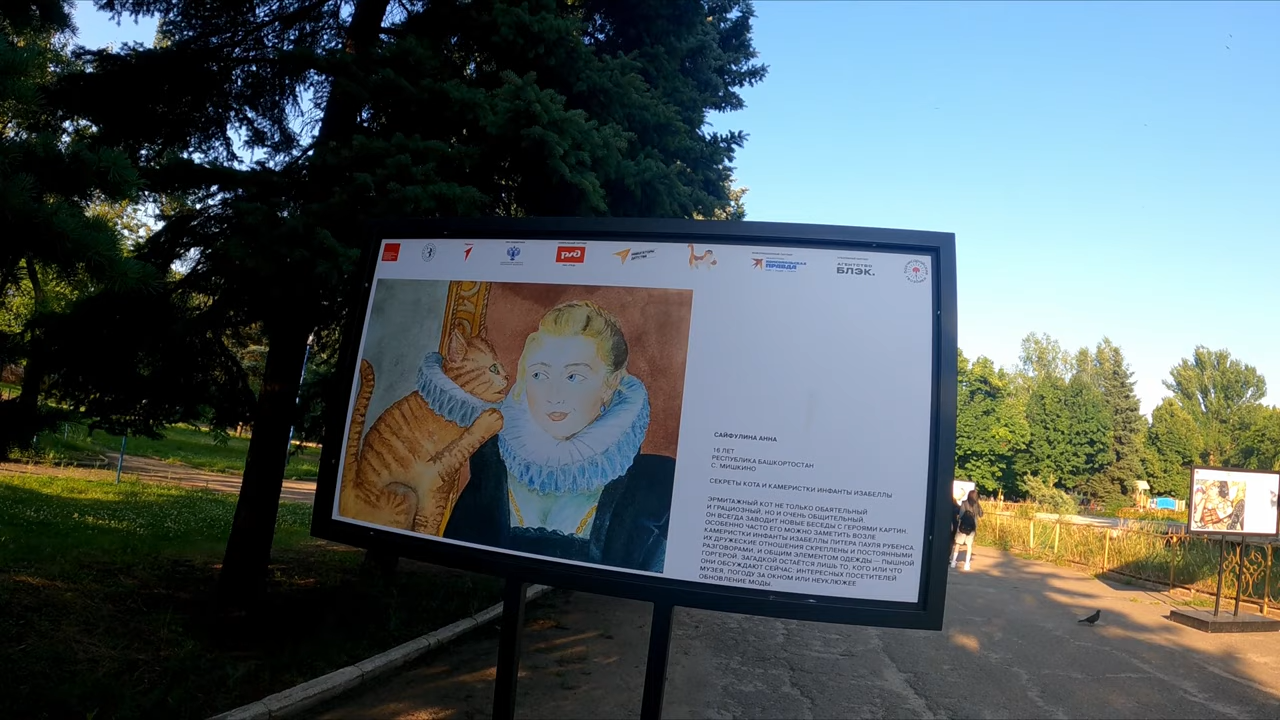 РЖД
КОМСОМОЛЬСКАЯ
ПРАВДА
АГЕНТСТВО
БЛЭК.
САЙФУЛИНА АННА
16 ЛЕТ
РЕСПУБЛИКА БАШКОРТОСТАН
С. МИШКИНО
СЕКРЕТЫ КОТА И КАМЕРИСТКИ ИНФАНТЫ ИЗАБЕЛЛЫ
ЭРМИТАЖНЫЙ КОТ НЕ ТОЛЬКО ОБАЯТЕЛЬНЫЙ
И ГРАЦИОЗНЫЙ, НО И ОЧЕНЬ ОБЩИТЕЛЬНЫЙ.
ОН ВСЕГДА ЗАВОДИТ НОВЫЕ БЕСЕДЫ С ГЕРОЯМИ КАРТИН.
ОСОБЕННО ЧАСТО ЕГО МОЖНО ЗАМЕТИТЬ ВОЗЛЕ
КАМЕРИСТКИ ИНФАНТЫ ИЗАБЕЛЛЫ ПИТЕРА ПАУЛЯ РУБЕНСА.
ИХ ДРУЖЕСКИЕ ОТНОШЕНИЯ СКРЕПЛЕНЫ И ПОСТОЯННЫМИ
РАЗГОВОРАМИ, И ОБЩИМ ЭЛЕМЕНТОМ ОДЕЖДЫ — ПЫШНОЙ
ГОРГЕРОЙ. ЗАГАДКОЙ ОСТАЕТСЯ ЛИШЬ ТО, КОГО ИЛИ ЧТО
ОНИ ОБСУЖДАЮТ СЕЙЧАС: ИНТЕРЕСНЫХ ПОСЕТИТЕЛЕЙ
МУЗЕЯ, ПОГОДУ ЗА ОКНОМ ИЛИ НЕУКЛЮЖЕЕ
ОБНОВЛЕНИЕ МОДЫ.